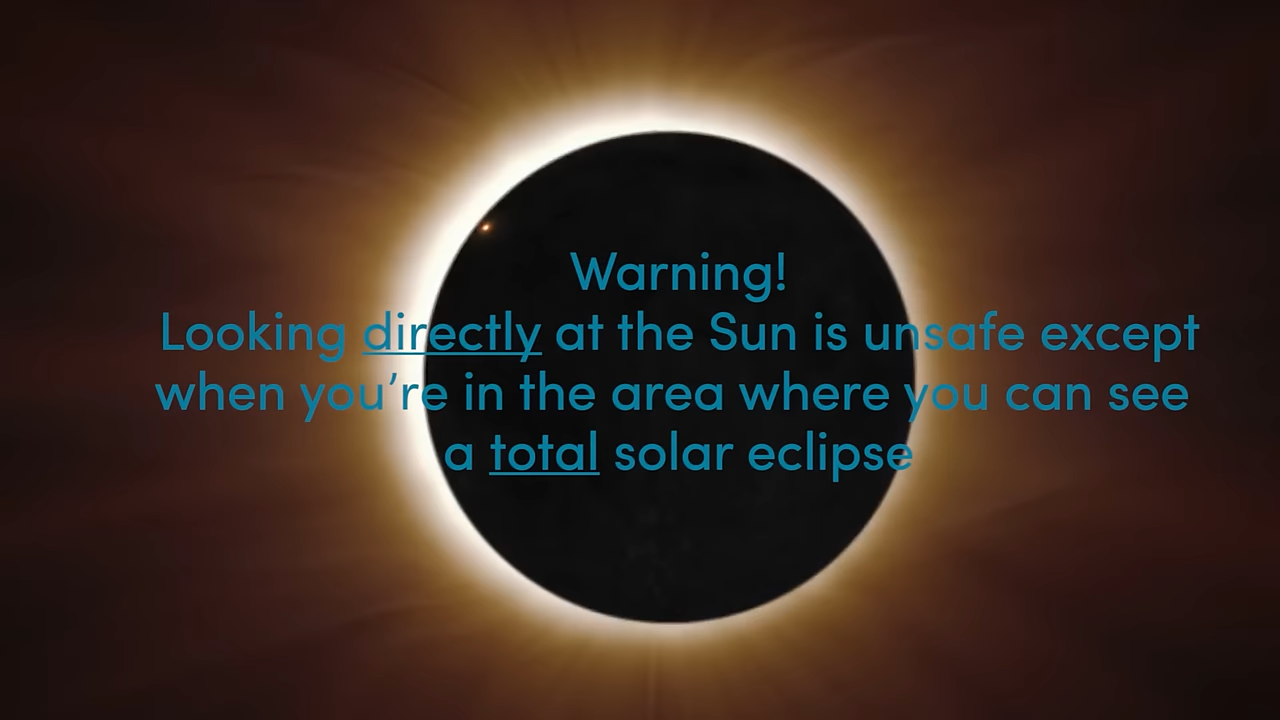 Warning!
Looking directly at the Sun is unsafe except
when you’re in the area where you can see
a total solar eclipse